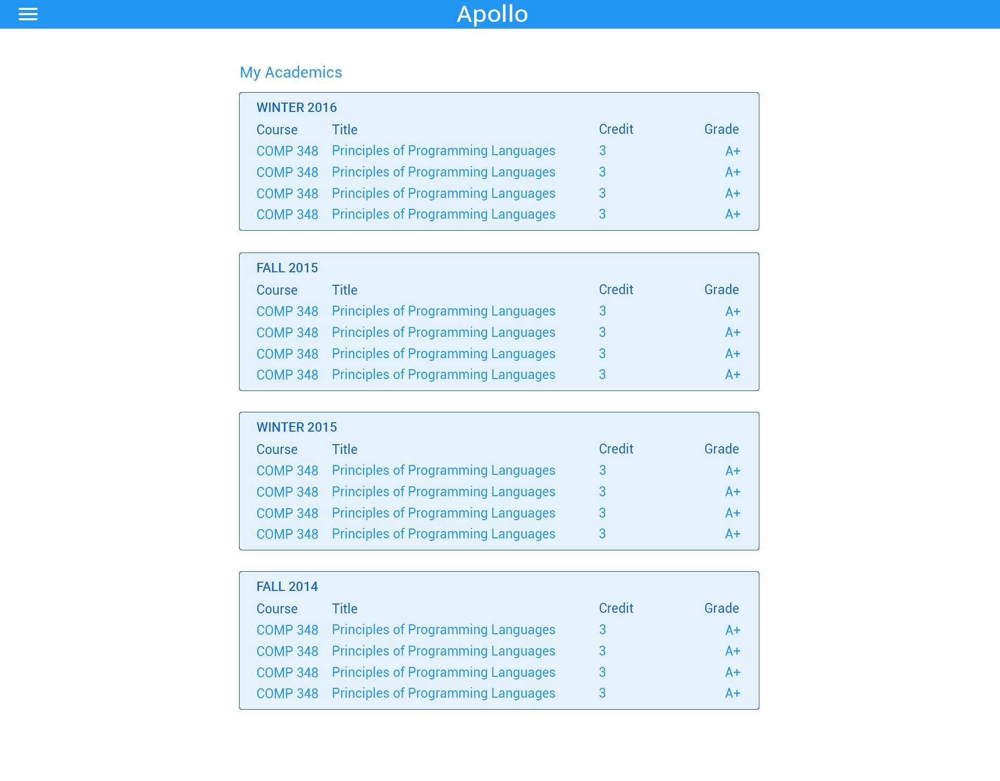 Apollo
My Academics
WINTER 2016
Course Title Credit Grade
COMP 348 Principles of Programming Languages 3 A+
COMP 348 Principles of Programming Languages 3 A+
COMP 348 Principles of Programming Languages 3 A+
COMP 348 Principles of Programming Languages 3 A+
FALL 2015
Course Title Credit Grade
COMP 348 Principles of Programming Languages 3 A+
COMP 348 Principles of Programming Languages 3 A+
COMP 348 Principles of Programming Languages 3 A+
COMP 348 Principles of Programming Languages 3 A+
WINTER 2015
Course Title Credit Grade
COMP 348 Principles of Programming Languages 3 A+
COMP 348 Principles of Programming Languages 3 A+
COMP 348 Principles of Programming Languages 3 A+
COMP 348 Principles of Programming Languages 3 A+
FALL 2014
Course Title Credit Grade
COMP 348 Principles of Programming Languages 3 A+
COMP 348 Principles of Programming Languages 3 A+
COMP 348 Principles of Programming Languages 3 A+
COMP 348 Principles of Programming Languages 3 A+